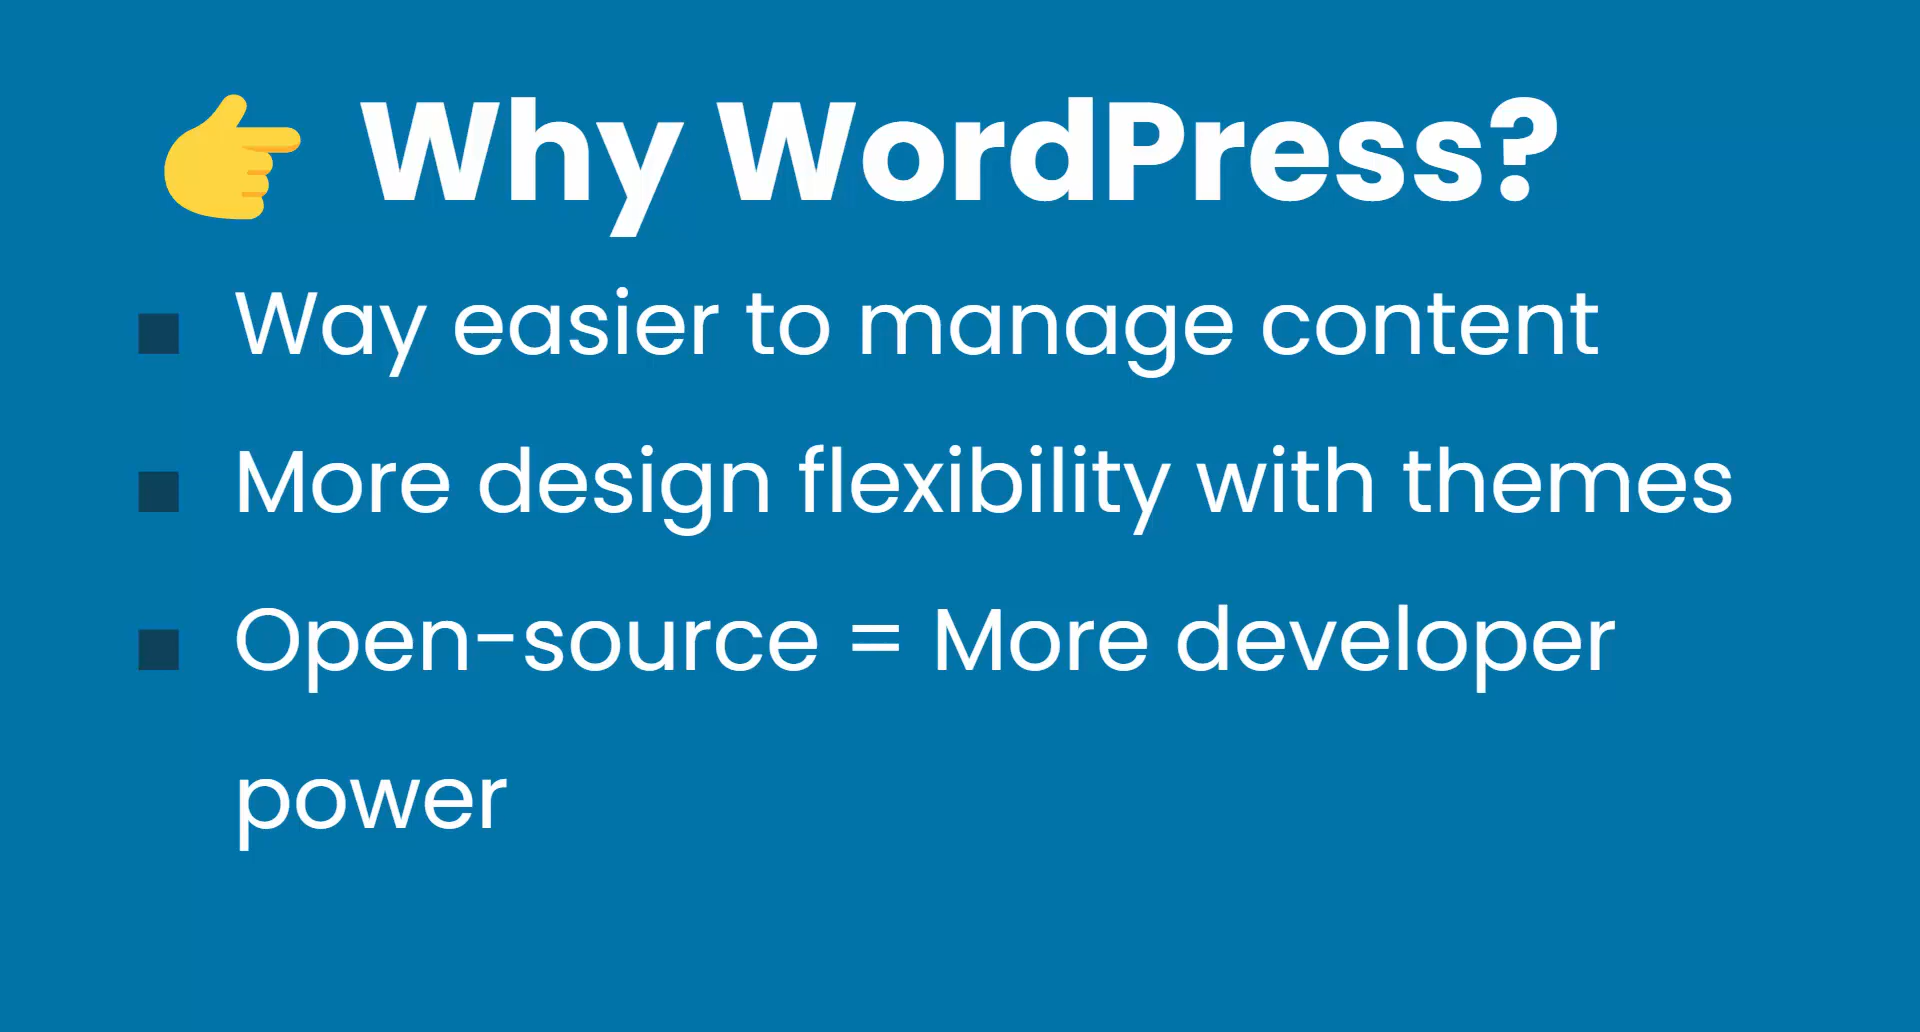 👉 Why WordPress?
▪ Way easier to manage content
▪ More design flexibility with themes
▪ Open-source = More developer
power